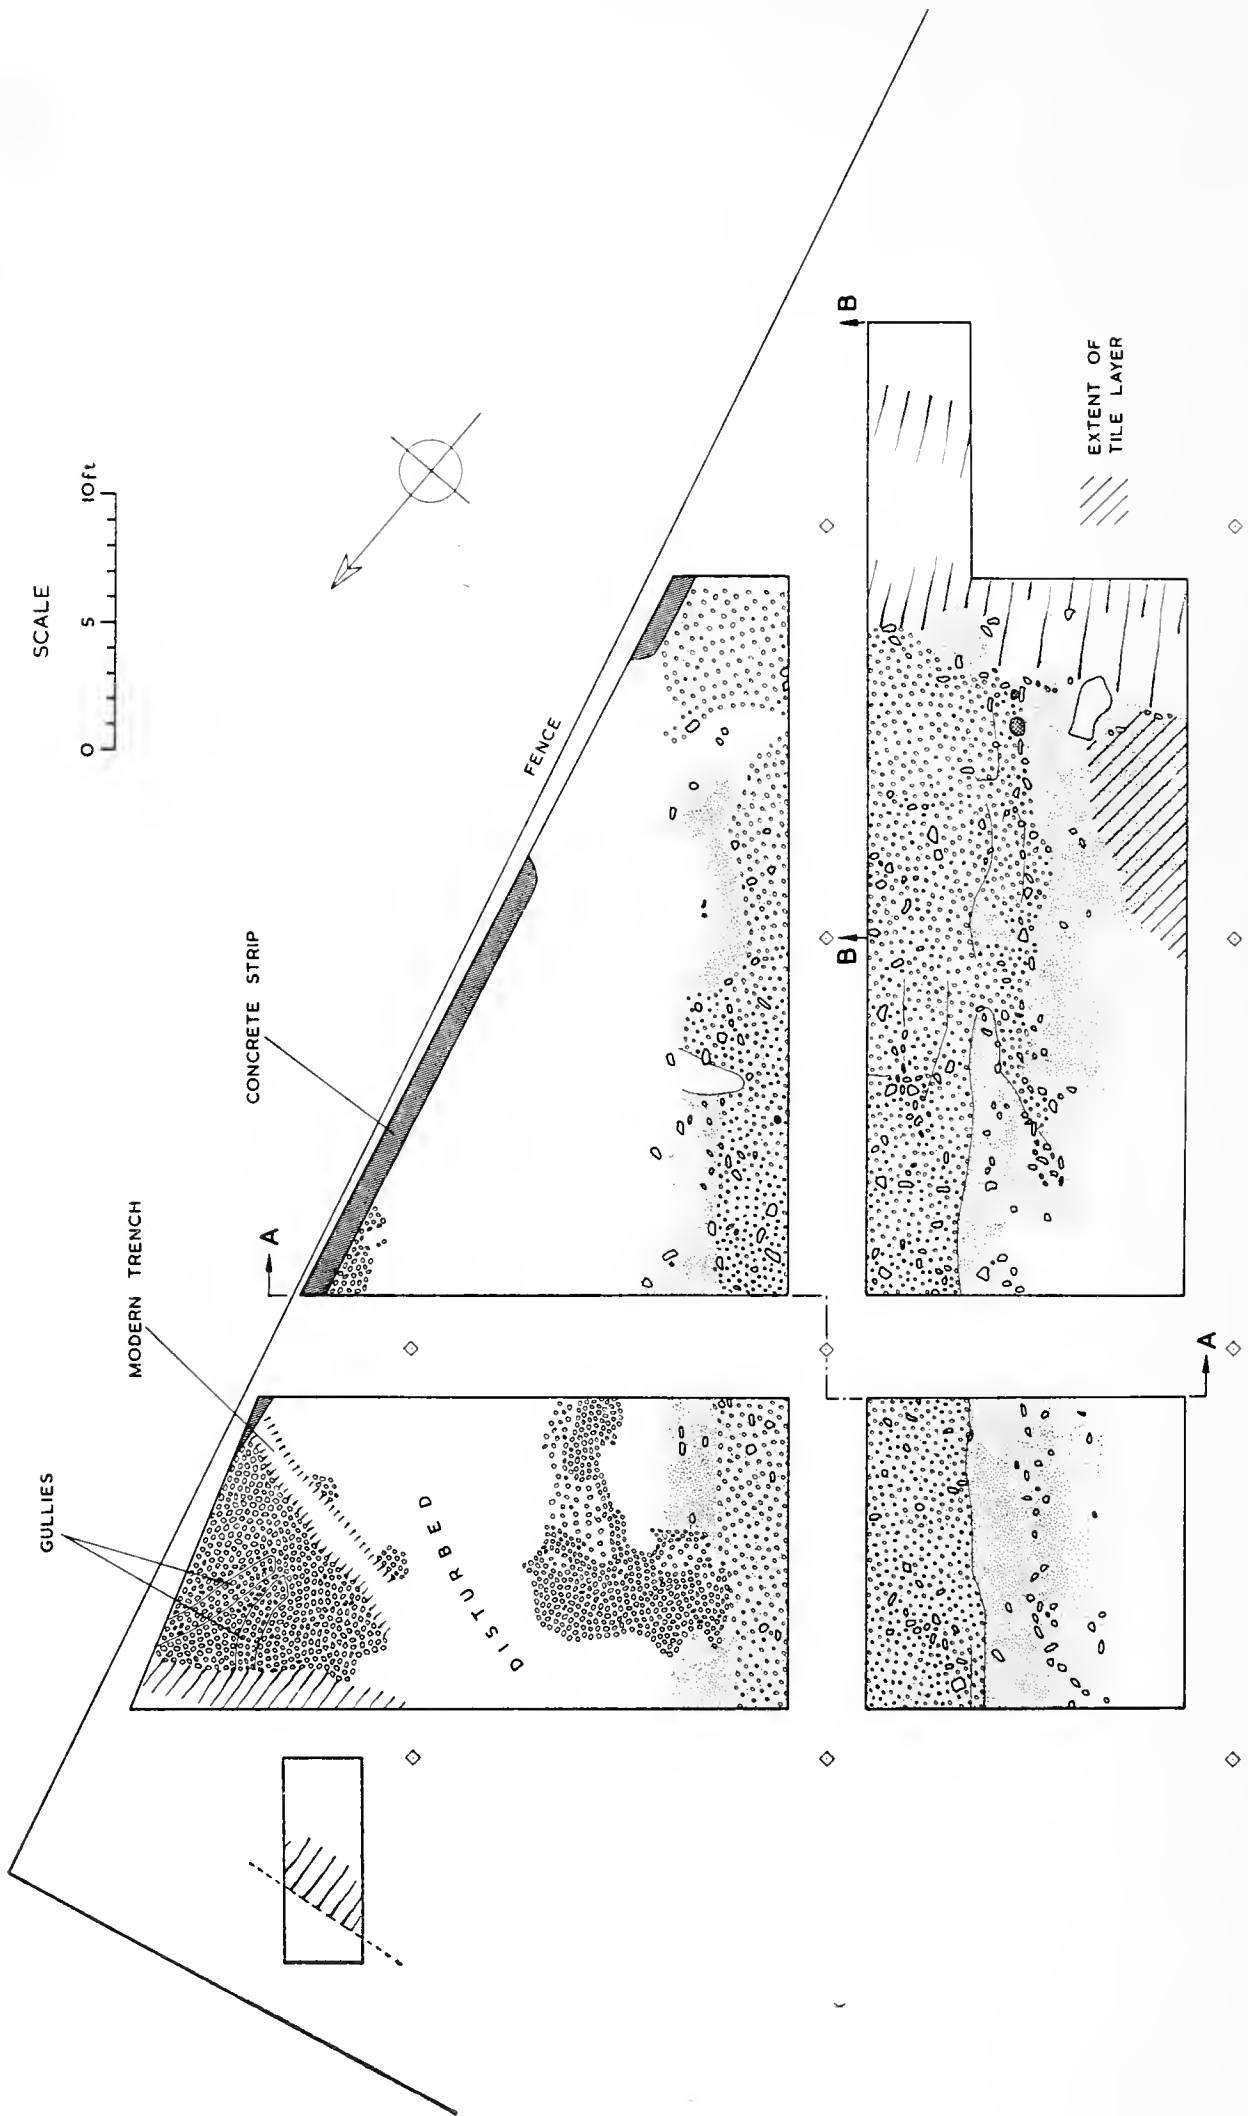 GULLIES
MODERN TRENCH
CONCRETE STRIP
SCALE
0 5 10ft
FENCE
DISTURBED
A
A
B
B
EXTENT OF
TILE LAYER